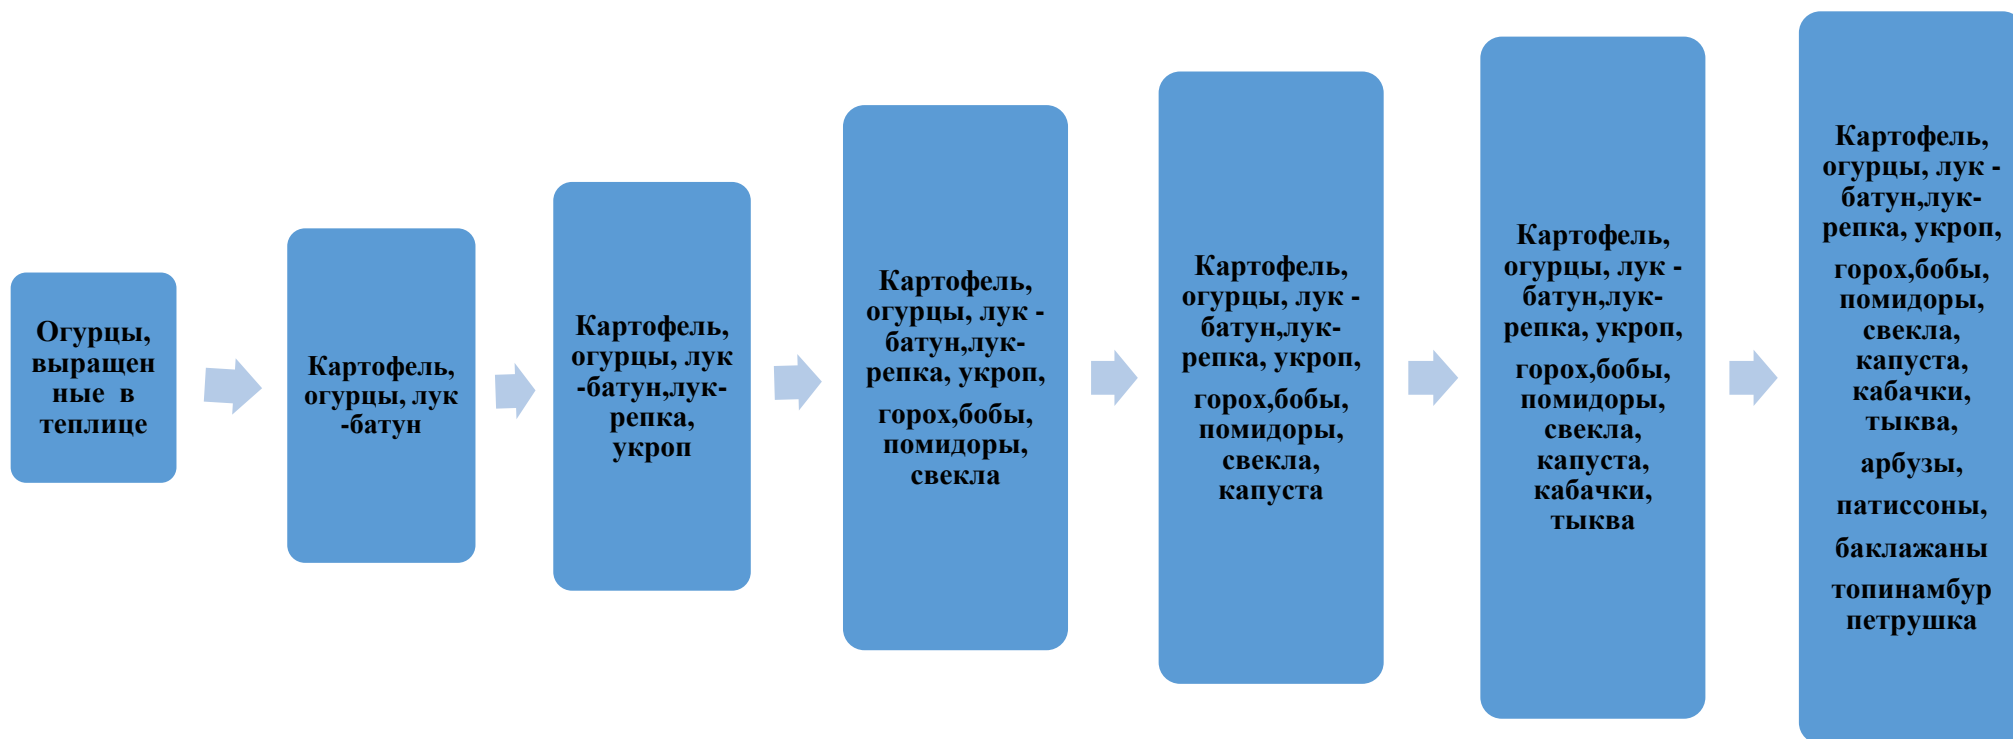 Огурцы,
выращен
ные в
теплице
Картофель,
огурцы, лук
-батун
Картофель,
огурцы, лук
-батун,лук-
репка,
укроп
Картофель,
огурцы, лук -
батун,лук-
репка, укроп,
горох,бобы,
помидоры,
свекла
Картофель,
огурцы, лук -
батун,лук-
репка, укроп,
горох,бобы,
помидоры,
свекла,
капуста
Картофель,
огурцы, лук -
батун,лук-
репка, укроп,
горох,бобы,
помидоры,
свекла,
капуста,
кабачки,
тыква
Картофель,
огурцы, лук -
батун,лук-
репка, укроп,
горох,бобы,
помидоры,
свекла,
капуста,
кабачки,
тыква,
арбузы,
патиссоны,
баклажаны
топинамбур
петрушка